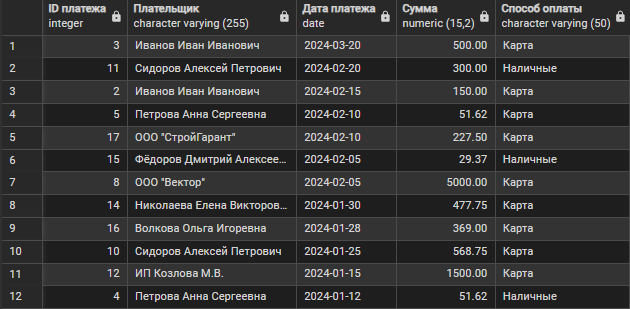 ID платежа Плательщик Дата платежа Сумма Способ оплаты
integer character varying (255) date numeric (15,2) character varying (50)
1 3 Иванов Иван Иванович 2024-03-20 500.00 Карта
2 11 Сидоров Алексей Петрович 2024-02-20 300.00 Наличные
3 2 Иванов Иван Иванович 2024-02-15 150.00 Карта
4 5 Петрова Анна Сергеевна 2024-02-10 51.62 Карта
5 17 ООО "СтройГарант" 2024-02-10 227.50 Карта
6 15 Фёдоров Дмитрий Алексее... 2024-02-05 29.37 Наличные
7 8 ООО "Вектор" 2024-02-05 5000.00 Карта
8 14 Николаева Елена Викторов... 2024-01-30 477.75 Карта
9 16 Волкова Ольга Игоревна 2024-01-28 369.00 Карта
10 10 Сидоров Алексей Петрович 2024-01-25 568.75 Карта
11 12 ИП Козлова М.В. 2024-01-15 1500.00 Карта
12 4 Петрова Анна Сергеевна 2024-01-12 51.62 Наличные